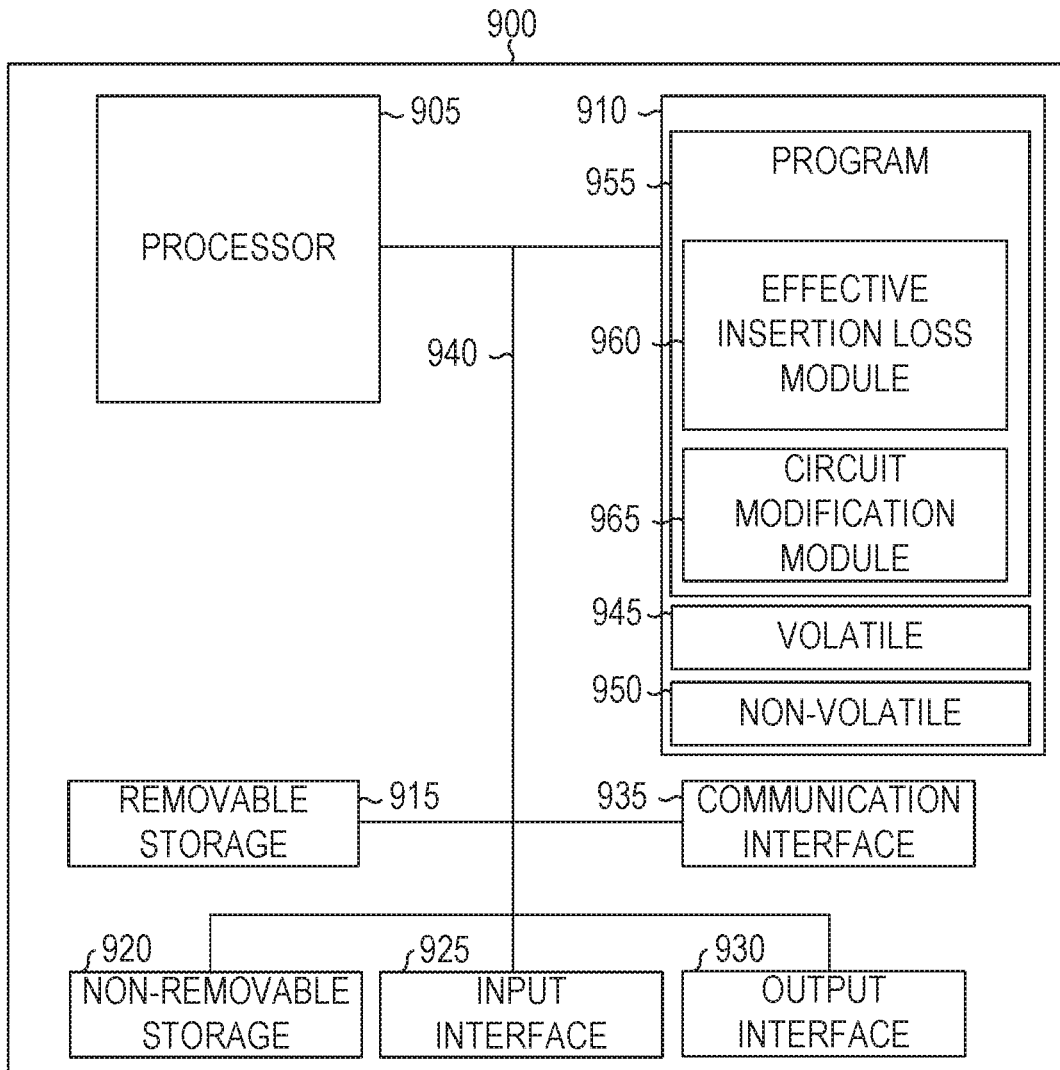 900
905
910
PROCESSOR
955
PROGRAM
960
EFFECTIVE
INSERTION LOSS
MODULE
940
965
CIRCUIT
MODIFICATION
MODULE
945
VOLATILE
950
NON-VOLATILE
REMOVABLE
STORAGE
915
935
COMMUNICATION
INTERFACE
920
NON-REMOVABLE
STORAGE
925
INPUT
INTERFACE
930
OUTPUT
INTERFACE